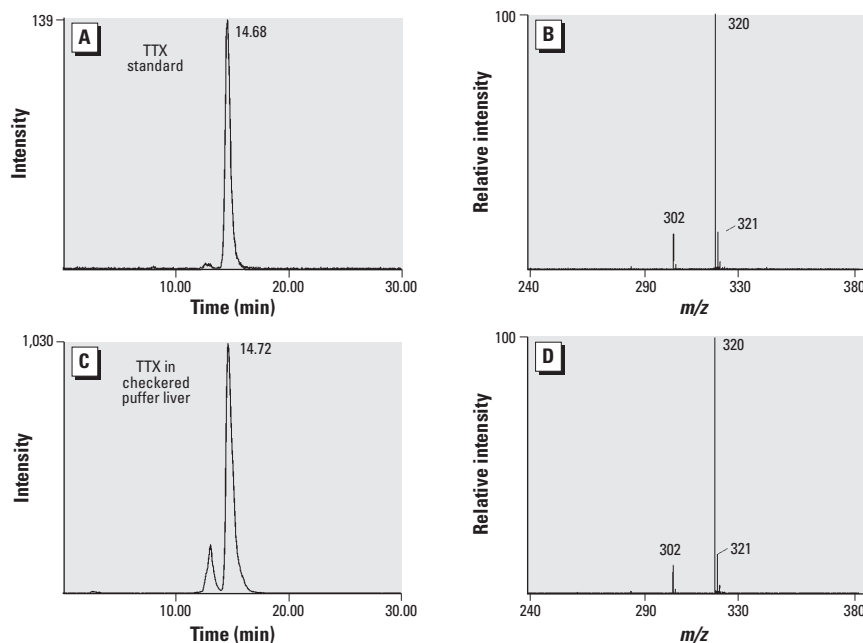 139
A
TTX
standard
14.68
Intensity
10.00
20.00
30.00
Time (min)
100
B
320
302
321
Relative intensity
240
290
330
380
m/z
1,030
C
TTX in
checkered
puffer liver
14.72
Intensity
10.00
20.00
30.00
Time (min)
100
D
320
302
321
Relative intensity
240
290
330
380
m/z